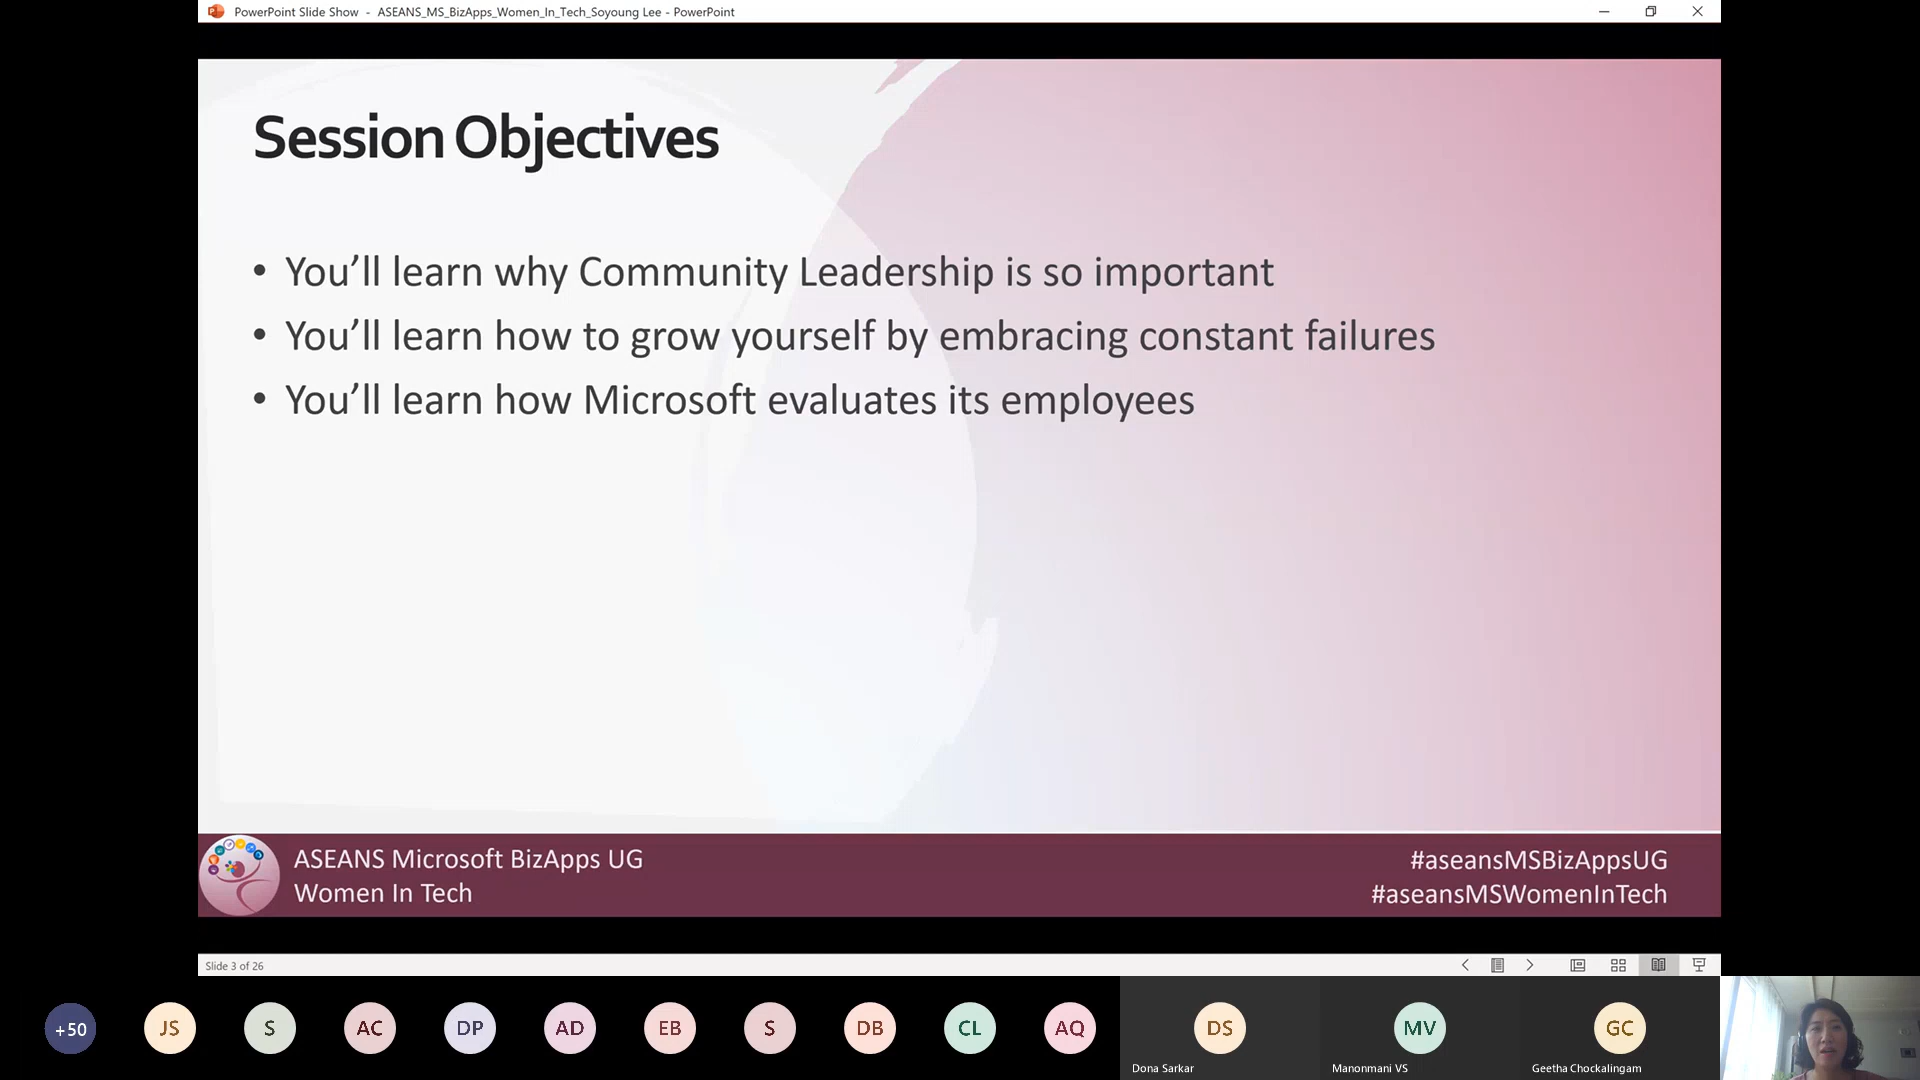 PowerPoint Slide Show - ASEANS_MS_BizApps_Women_In_Tech_Soyoung Lee - PowerPoint
Session Objectives
• You’ll learn why Community Leadership is so important
• You’ll learn how to grow yourself by embracing constant failures
• You’ll learn how Microsoft evaluates its employees
ASEANS Microsoft BizApps UG
Women In Tech
#aseansMSBizAppsUG
#aseansMSWomenInTech
Slide 3 of 26
+50
JS
S
AC
DP
AD
EB
S
DB
CL
AQ
DS
MV
GC
Dona Sarkar
Manonmani VS
Geetha Chockalingam